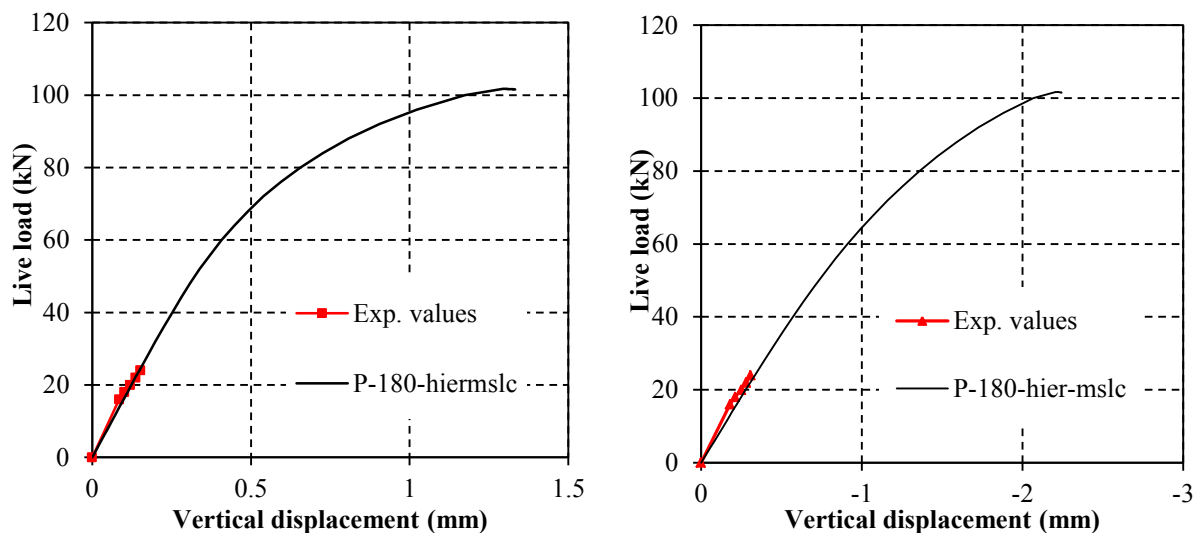 120
100
80
60
40
20
0
Live load (kN)
Exp. values
P-180-hiermslc
0 0.5 1 1.5
Vertical displacement (mm)
120
100
80
60
40
20
0
Live load (kN)
Exp. values
P-180-hier-mslc
0 -1 -2 -3
Vertical displacement (mm)